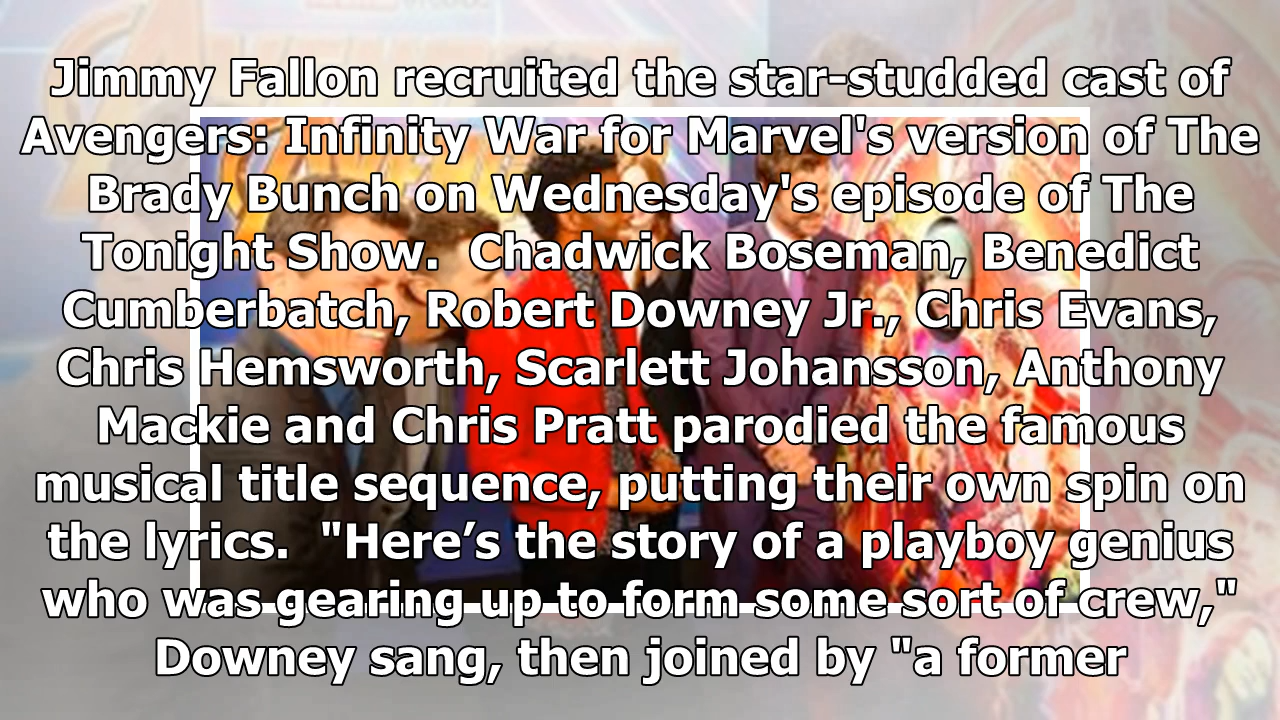 Jimmy Fallon recruited the star-studded cast of
Avengers: Infinity War for Marvel's version of The
Brady Bunch on Wednesday's episode of The
Tonight Show.  Chadwick Boseman, Benedict
Cumberbatch, Robert Downey Jr., Chris Evans,
Chris Hemsworth, Scarlett Johansson, Anthony
Mackie and Chris Pratt parodied the famous
musical title sequence, putting their own spin on
the lyrics.  "Here’s the story of a playboy genius
who was gearing up to form some sort of crew,"
Downey sang, then joined by "a former